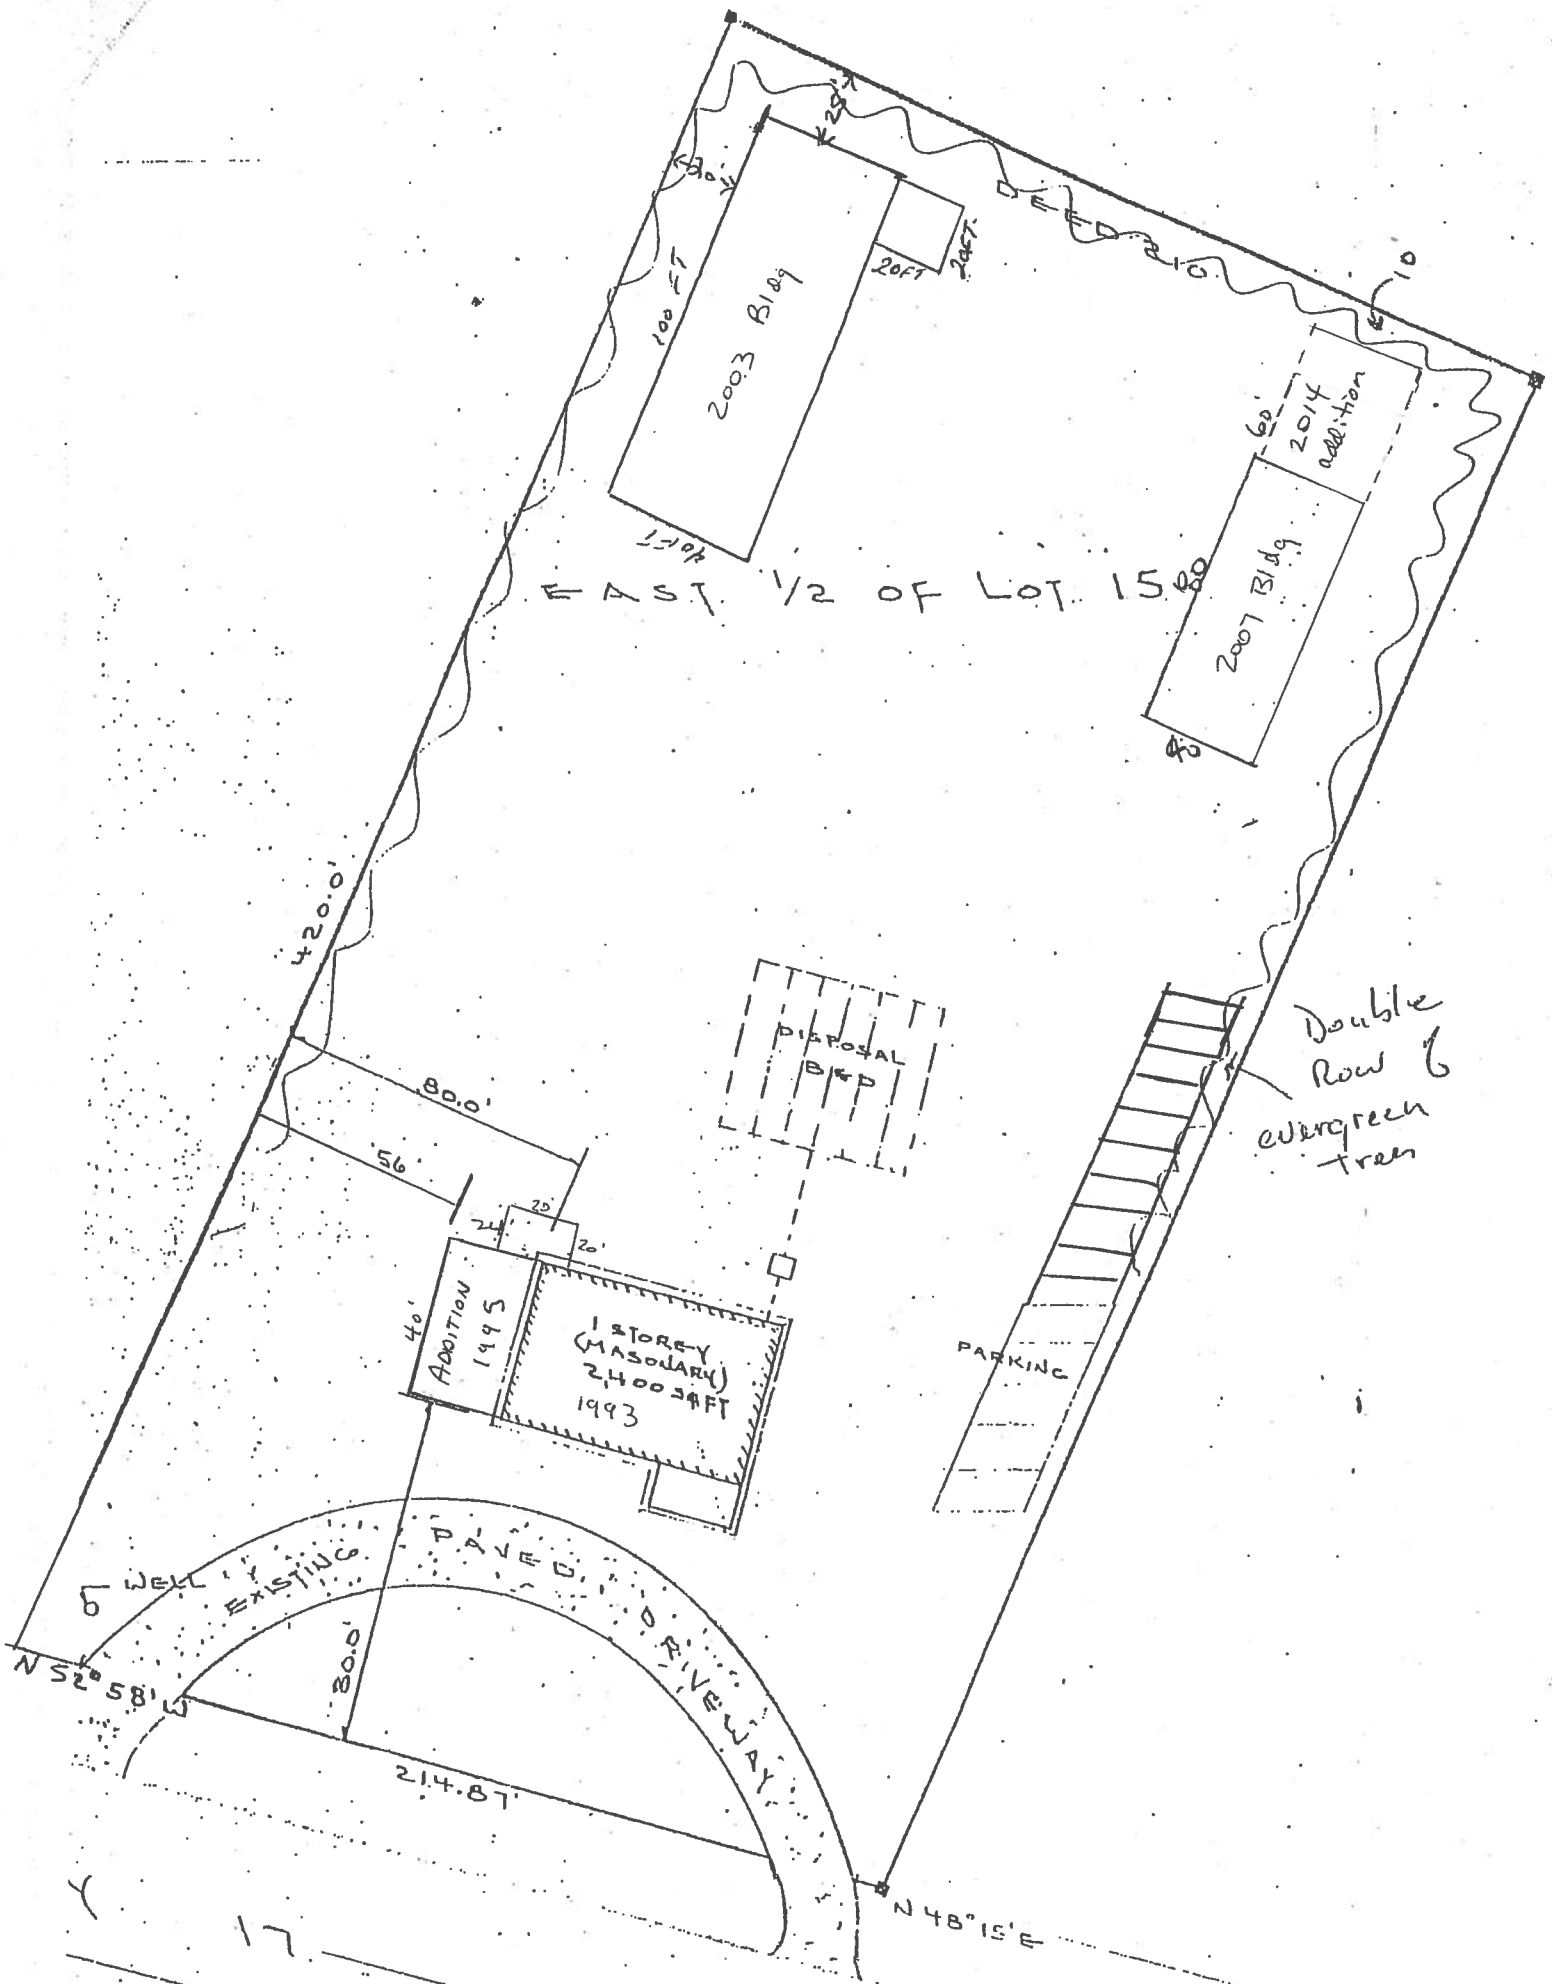 28'
30'
DEED 210
10
100 FT
2003 Bldg
20FT
20FT.
40FT
60'
2014
addition
EAST 1/2 OF LOT 15
80
2007 Bldg
40
420.0'
DISPOSAL
BED
Double
Row of
evergreen
trees
80.0'
56'
20'
24'
20'
40'
ADDITION
1995
1 STOREY
(MASONARY)
2,400 SQFT
1993
PARKING
WELL
EXISTING PAVED DRIVEWAY
N 52° 58' W
80.0'
214.87'
N 48° 15' E
Y
17